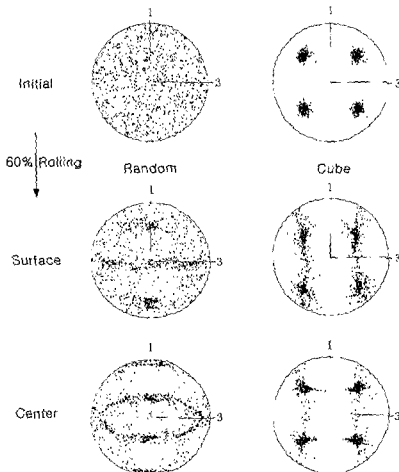 1
1
Initial
3
3
60% Rolling
Random
Cube
1
1
Surface
3
3
1
1
Center
3
3